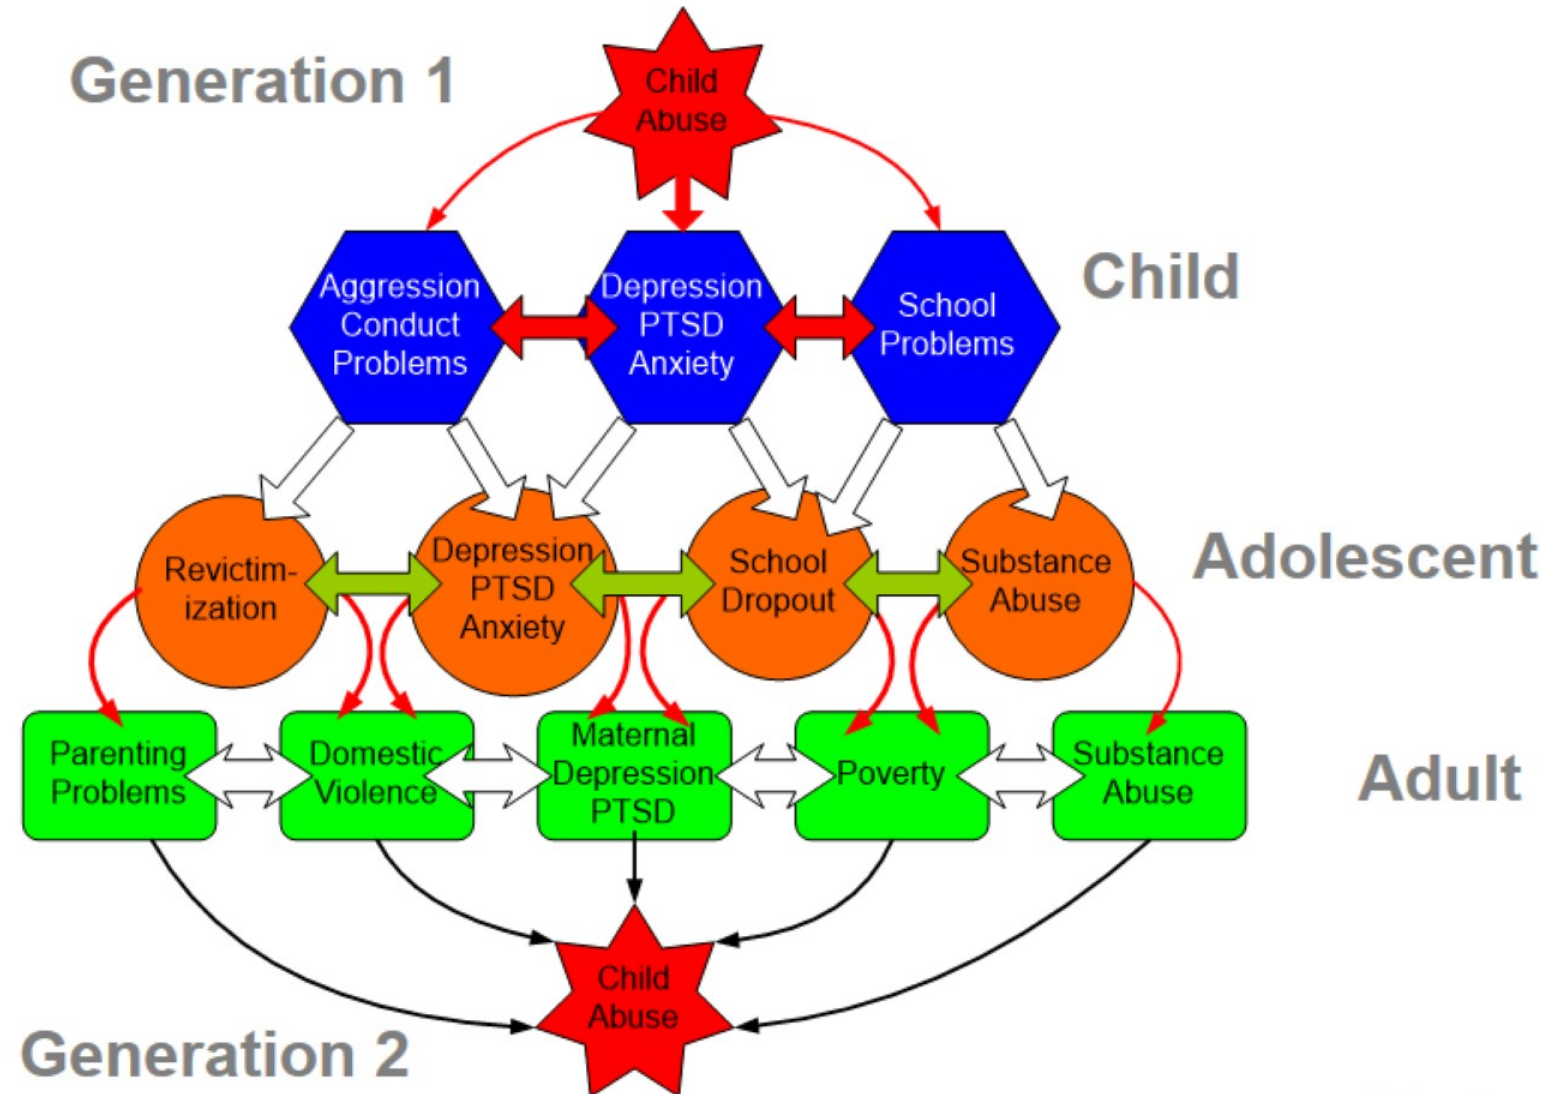 Generation 1
Child
Abuse
Aggression
Conduct
Problems
Depression
PTSD
Anxiety
School
Problems
Child
Revictim-
ization
Depression
PTSD
Anxiety
School
Dropout
Substance
Abuse
Adolescent
Parenting
Problems
Domestic
Violence
Maternal
Depression
PTSD
Poverty
Substance
Abuse
Adult
Child
Abuse
Generation 2